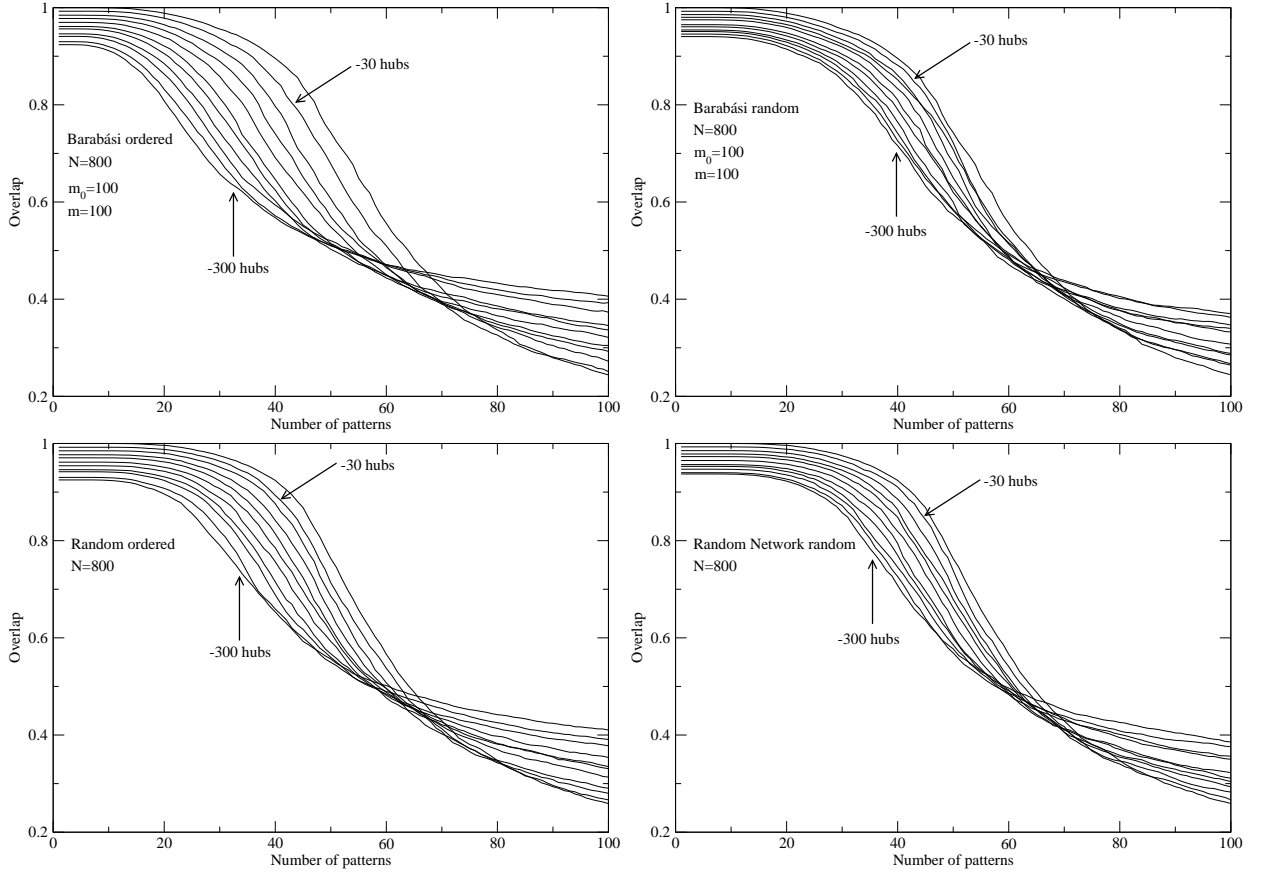 1
0.8
0.6
0.4
0.2
Overlap
0
20
40
60
80
100
Number of patterns
-30 hubs
Barabási ordered
N=800
m0=100
m=100
-300 hubs
1
0.8
0.6
0.4
0.2
Overlap
0
20
40
60
80
100
Number of patterns
-30 hubs
Barabási random
N=800
m0=100
m=100
-300 hubs
1
0.8
0.6
0.4
0.2
Overlap
0
20
40
60
80
100
Number of patterns
-30 hubs
Random ordered
N=800
-300 hubs
1
0.8
0.6
0.4
0.2
Overlap
0
20
40
60
80
100
Number of patterns
-30 hubs
Random Network random
N=800
-300 hubs